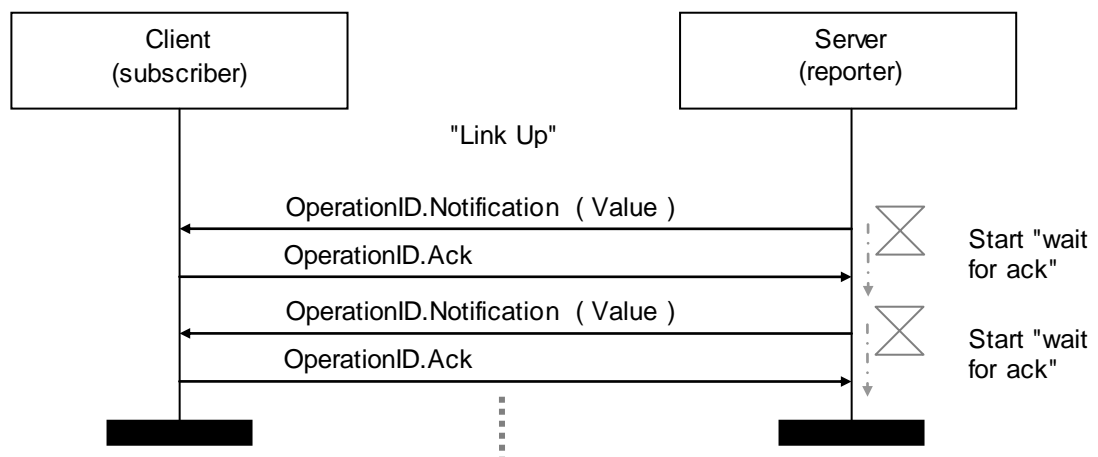 Client
(subscriber)
Server
(reporter)
"Link Up"
OperationID.Notification ( Value )
Start "wait
for ack"
OperationID.Ack
OperationID.Notification ( Value )
Start "wait
for ack"
OperationID.Ack